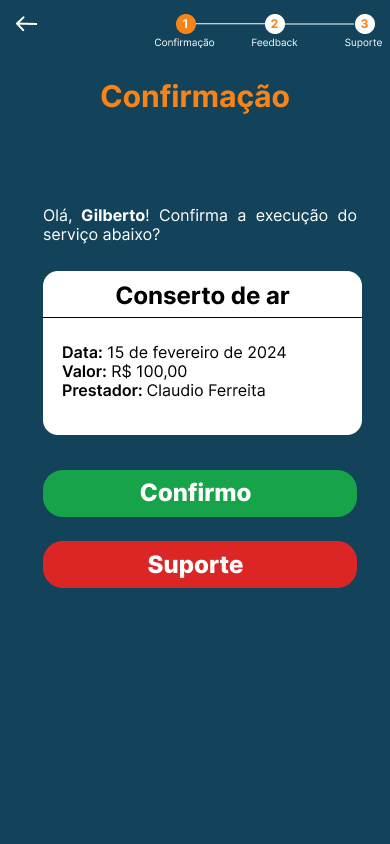 1 2 3
Confirmação Feedback Suporte
Confirmação
Olá, Gilberto! Confirma a execução do
serviço abaixo?
Conserto de ar
Data: 15 de fevereiro de 2024
Valor: R$ 100,00
Prestador: Claudio Ferreita
Confirmo
Suporte